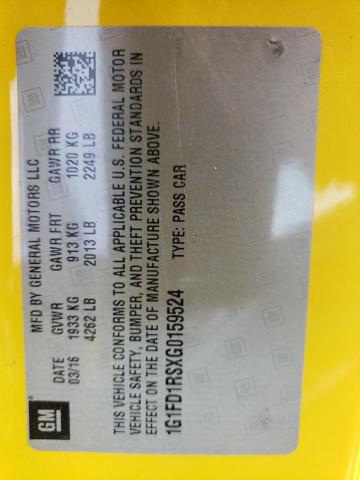 GM
MFD BY GENERAL MOTORS LLC
DATE GVWR GAWR FRT GAWR RR
03/16 1933 KG 913 KG 1020 KG
4262 LB 2013 LB 2249 LB
THIS VEHICLE CONFORMS TO ALL APPLICABLE U.S. FEDERAL MOTOR
VEHICLE SAFETY, BUMPER, AND THEFT PREVENTION STANDARDS IN
EFFECT ON THE DATE OF MANUFACTURE SHOWN ABOVE.
1G1FD1RSXG0159524 TYPE: PASS CAR